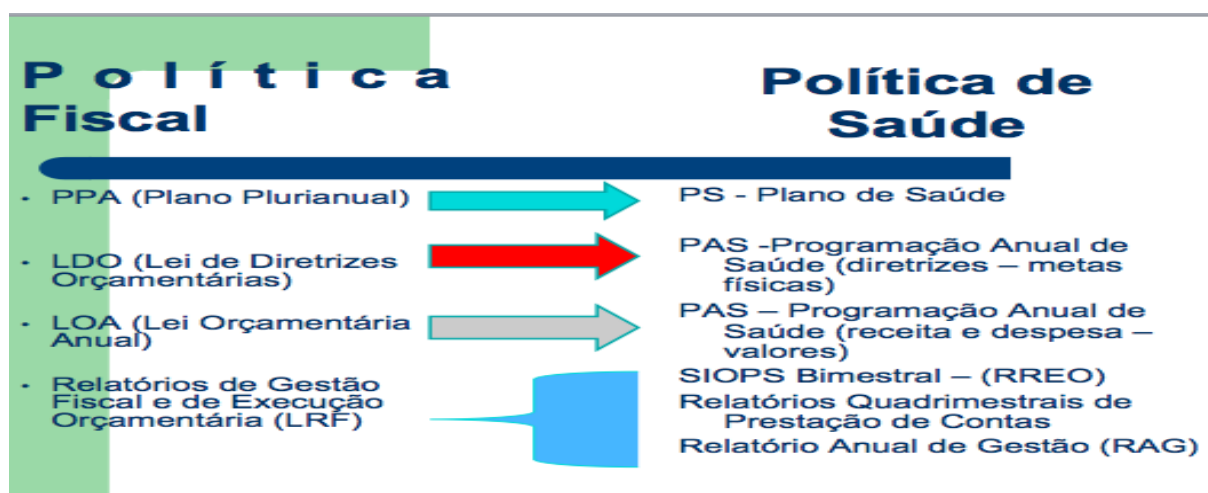 Política
Fiscal
• PPA (Plano Plurianual)
• LDO (Lei de Diretrizes
Orçamentárias)
• LOA (Lei Orçamentária
Anual)
• Relatórios de Gestão
Fiscal e de Execução
Orçamentária (LRF)
Política de
Saúde
PS - Plano de Saúde
PAS -Programação Anual de
Saúde (diretrizes – metas
físicas)
PAS – Programação Anual de
Saúde (receita e despesa –
valores)
SIOPS Bimestral – (RREO)
Relatórios Quadrimestrais de
Prestação de Contas
Relatório Anual de Gestão (RAG)